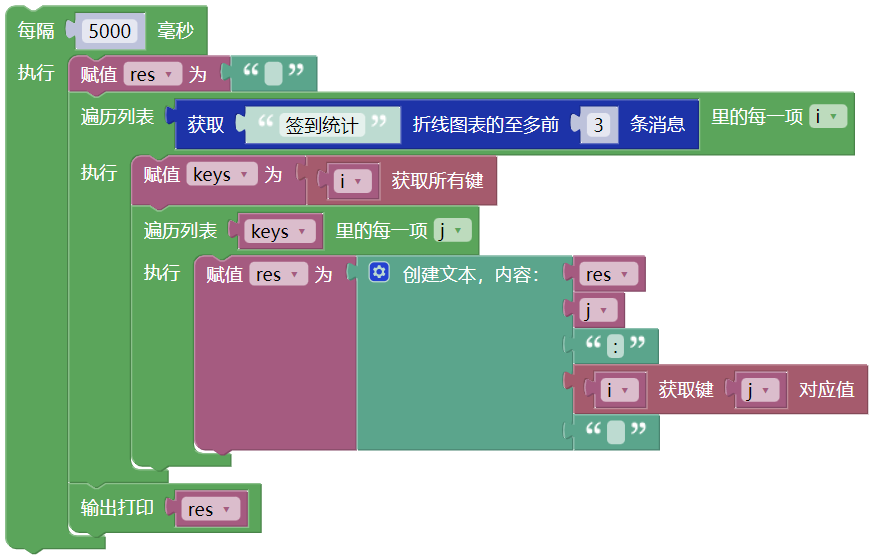 每隔 5000 毫秒
执行 赋值 res 为 “ ”
遍历列表 获取 “ 签到统计 ” 折线图表的至多前 3 条消息 里的每一项 i
执行 赋值 keys 为 i 获取所有键
遍历列表 keys 里的每一项 j
执行 赋值 res 为 创建文本，内容： res
j
“ : ”
i 获取键 j 对应值
“ ”
输出打印 res